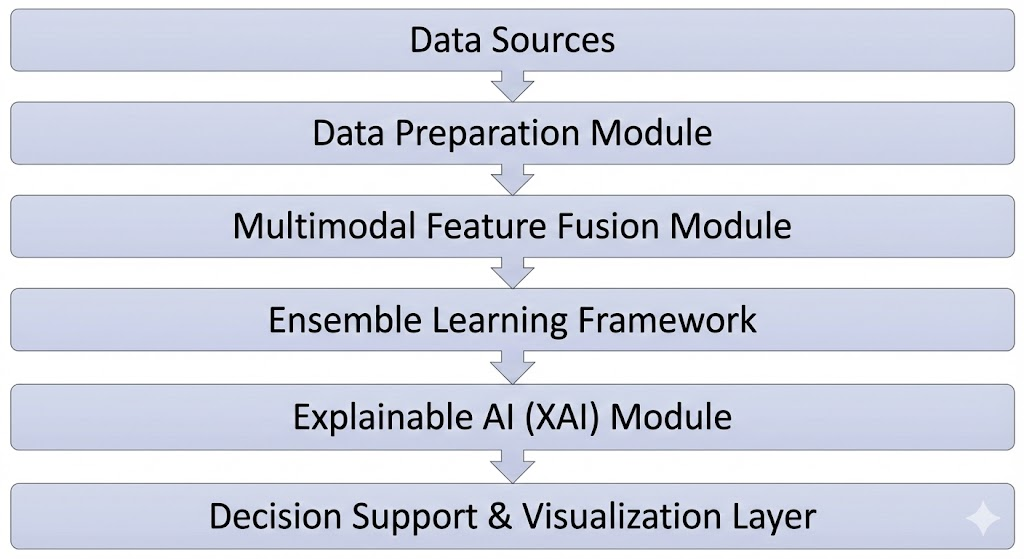 Data Sources
Data Preparation Module
Multimodal Feature Fusion Module
Ensemble Learning Framework
Explainable AI (XAI) Module
Decision Support & Visualization Layer